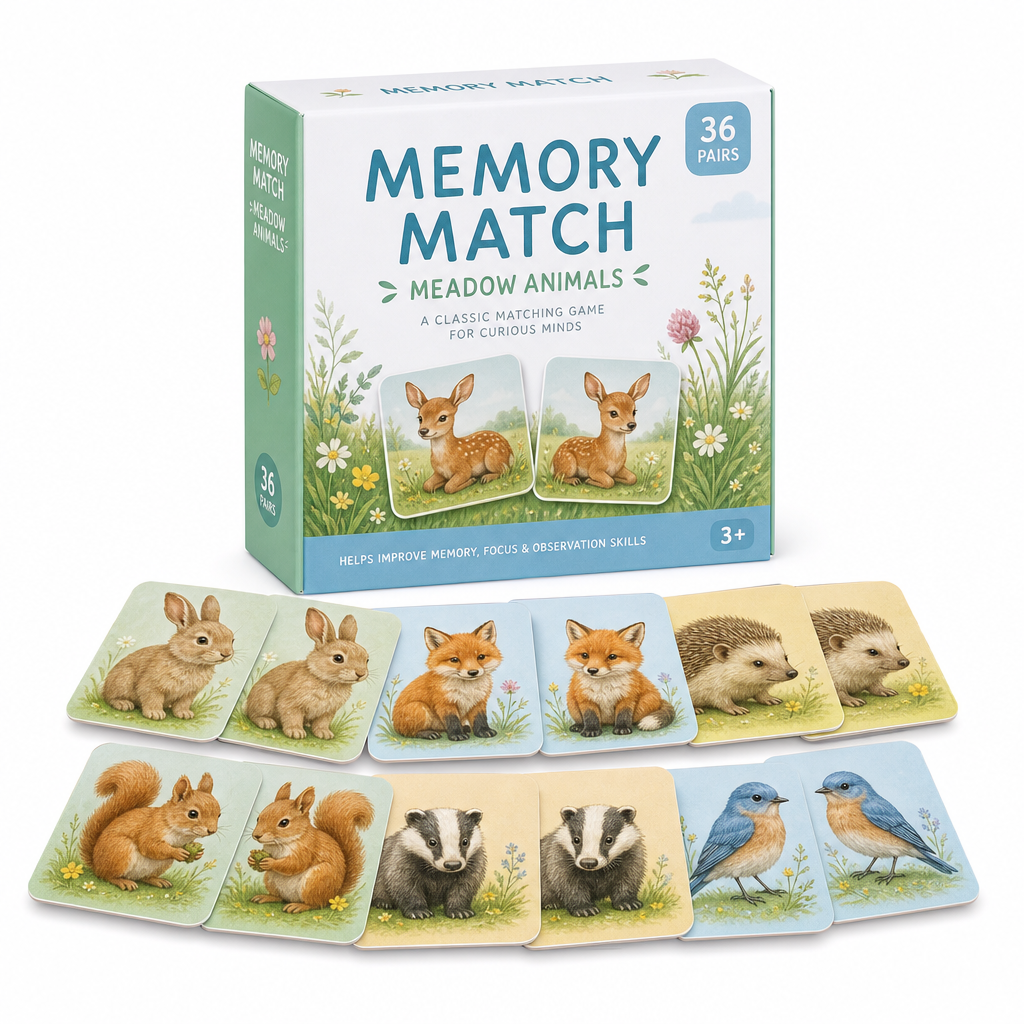 MEMORY MATCH
36
PAIRS
MEMORY
MATCH
MEADOW ANIMALS
A CLASSIC MATCHING GAME
FOR CURIOUS MINDS
HELPS IMPROVE MEMORY, FOCUS & OBSERVATION SKILLS
3+
MEMORY
MATCH
MEADOW
ANIMALS
36
PAIRS